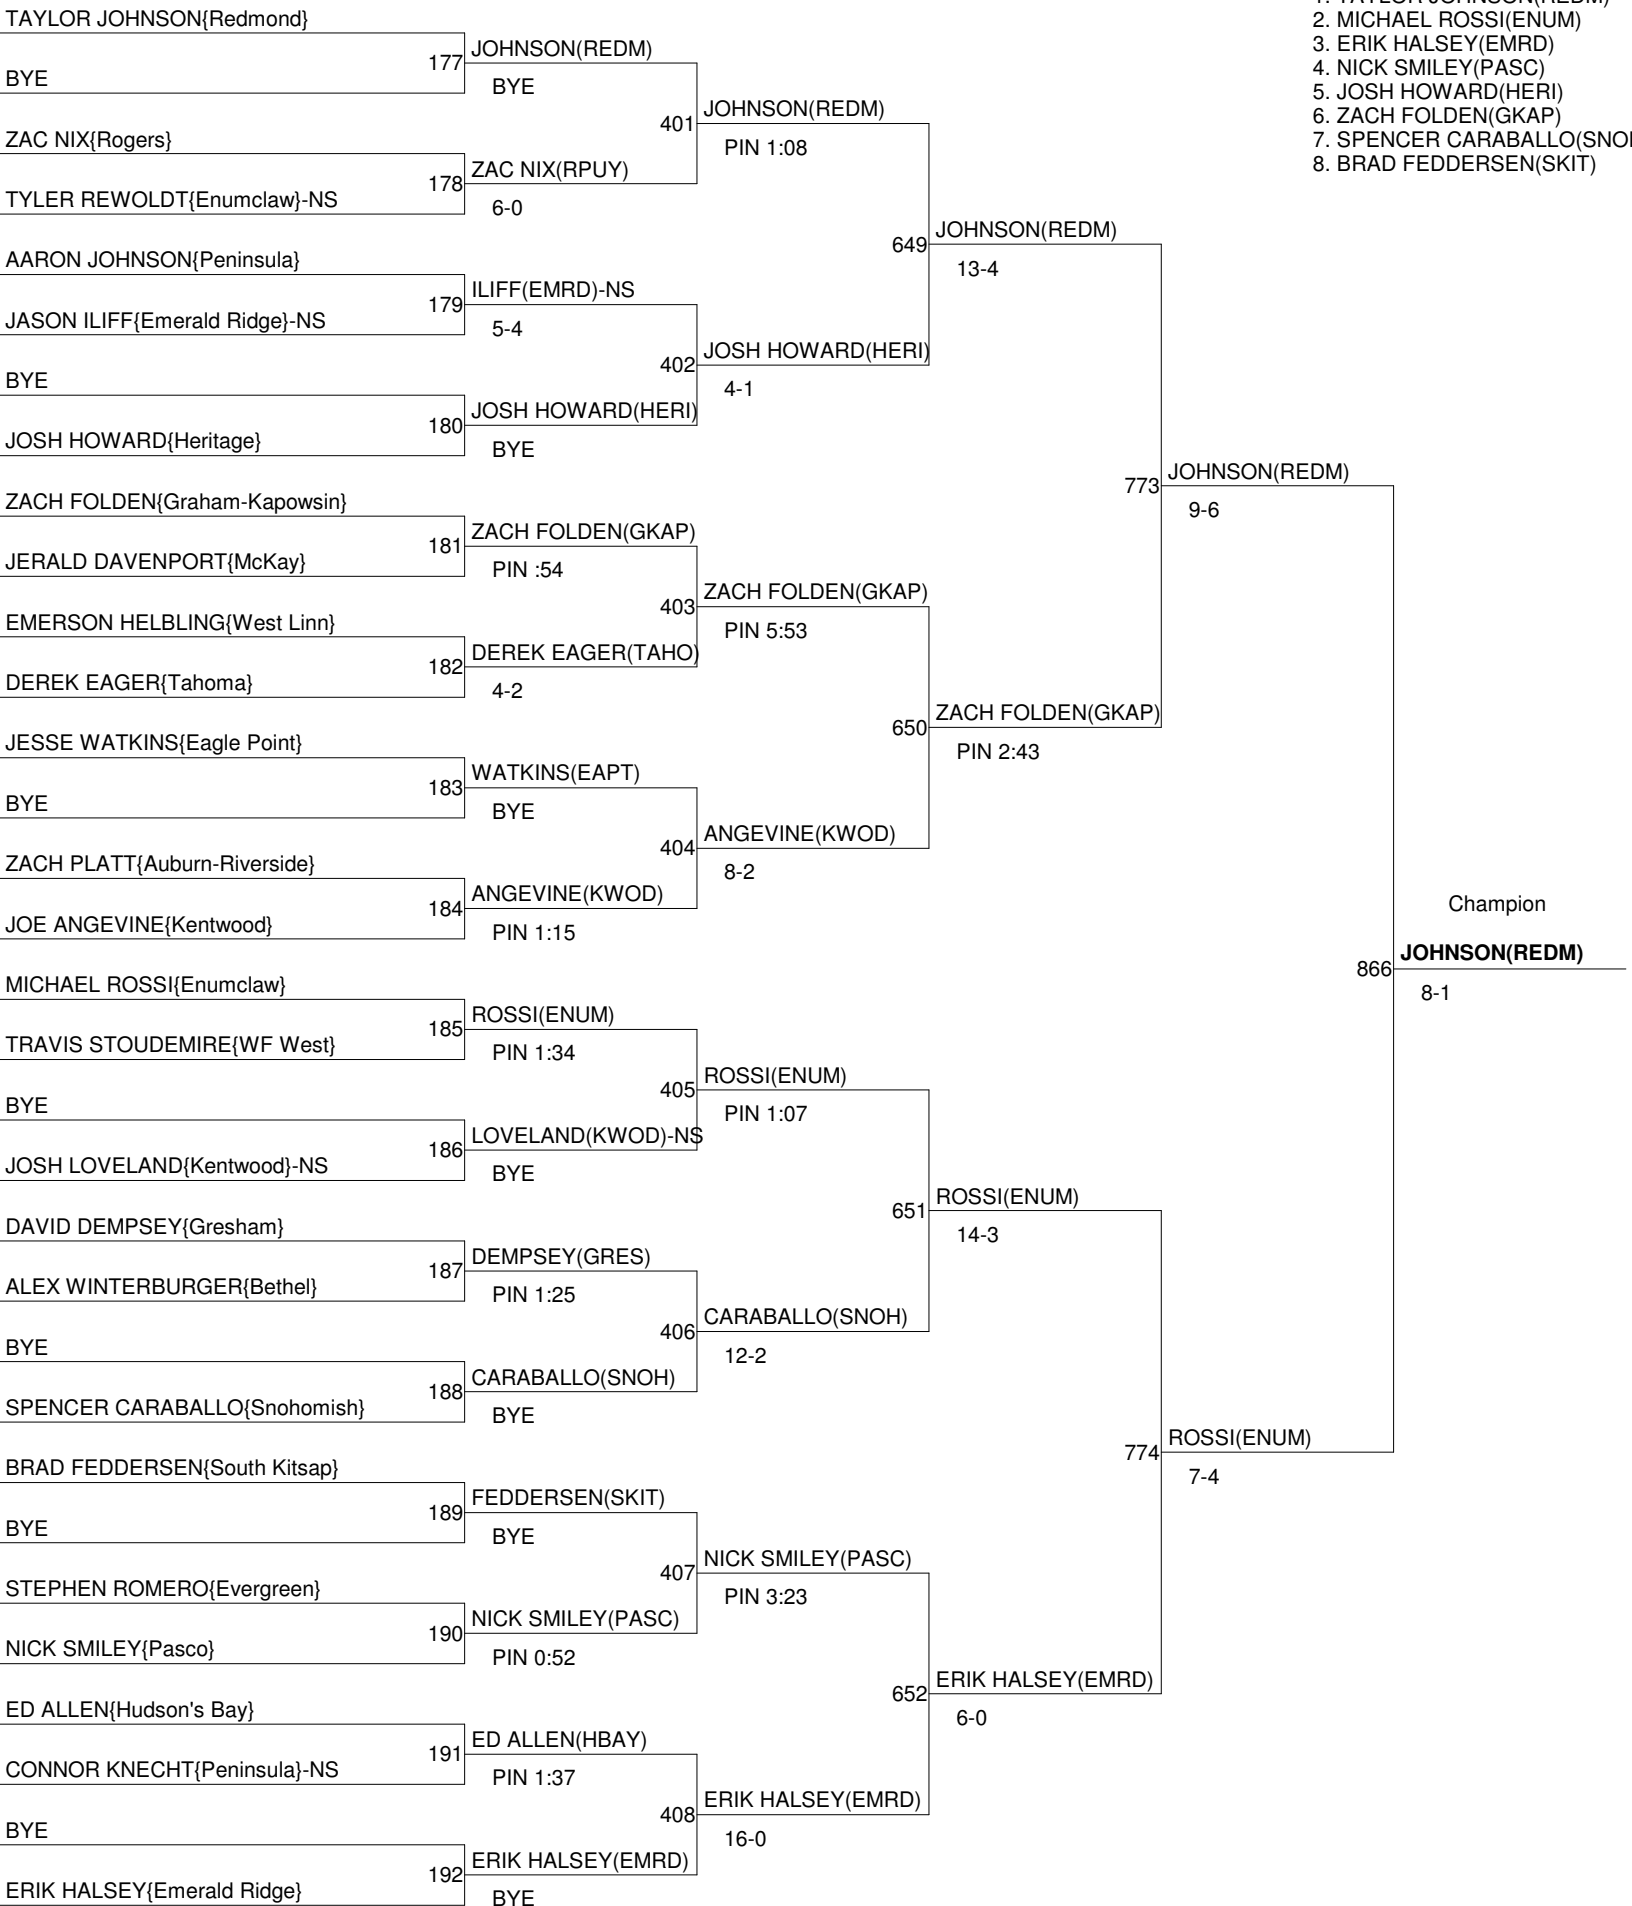 TAYLOR JOHNSON{Redmond}
BYE
ZAC NIX{Rogers}
TYLER REWOLDT{Enumclaw}-NS
AARON JOHNSON{Peninsula}
JASON ILIFF{Emerald Ridge}-NS
BYE
JOSH HOWARD{Heritage}
ZACH FOLDEN{Graham-Kapowsin}
JERALD DAVENPORT{McKay}
EMERSON HELBLING{West Linn}
DEREK EAGER{Tahoma}
JESSE WATKINS{Eagle Point}
BYE
ZACH PLATT{Auburn-Riverside}
JOE ANGEVINE{Kentwood}
MICHAEL ROSSI{Enumclaw}
TRAVIS STOUDEMIRE{WF West}
BYE
JOSH LOVELAND{Kentwood}-NS
DAVID DEMPSEY{Gresham}
ALEX WINTERBURGER{Bethel}
BYE
SPENCER CARABALLO{Snohomish}
BRAD FEDDERSEN{South Kitsap}
BYE
STEPHEN ROMERO{Evergreen}
NICK SMILEY{Pasco}
ED ALLEN{Hudson's Bay}
CONNOR KNECHT{Peninsula}-NS
BYE
ERIK HALSEY{Emerald Ridge}
177 JOHNSON(REDM)
BYE
178 ZAC NIX(RPUY)
6-0
179 ILIFF(EMRD)-NS
5-4
180 JOSH HOWARD(HERI)
BYE
181 ZACH FOLDEN(GKAP)
PIN :54
182 DEREK EAGER(TAHO)
4-2
183 WATKINS(EAPT)
BYE
184 ANGEVINE(KWOD)
PIN 1:15
185 ROSSI(ENUM)
PIN 1:34
186 LOVELAND(KWOD)-NS
BYE
187 DEMPSEY(GRES)
PIN 1:25
188 CARABALLO(SNOH)
BYE
189 FEDDERSEN(SKIT)
BYE
190 NICK SMILEY(PASC)
PIN 0:52
191 ED ALLEN(HBAY)
PIN 1:37
192 ERIK HALSEY(EMRD)
BYE
401 JOHNSON(REDM)
PIN 1:08
402 JOSH HOWARD(HERI)
4-1
403 ZACH FOLDEN(GKAP)
PIN 5:53
404 ANGEVINE(KWOD)
8-2
405 ROSSI(ENUM)
PIN 1:07
406 CARABALLO(SNOH)
12-2
407 NICK SMILEY(PASC)
PIN 3:23
408 ERIK HALSEY(EMRD)
16-0
649 JOHNSON(REDM)
13-4
650 ZACH FOLDEN(GKAP)
PIN 2:43
651 ROSSI(ENUM)
14-3
652 ERIK HALSEY(EMRD)
6-0
773 JOHNSON(REDM)
9-6
774 ROSSI(ENUM)
7-4
Champion
866 JOHNSON(REDM)
8-1
1. TAYLOR JOHNSON(REDM)
2. MICHAEL ROSSI(ENUM)
3. ERIK HALSEY(EMRD)
4. NICK SMILEY(PASC)
5. JOSH HOWARD(HERI)
6. ZACH FOLDEN(GKAP)
7. SPENCER CARABALLO(SNO
8. BRAD FEDDERSEN(SKIT)